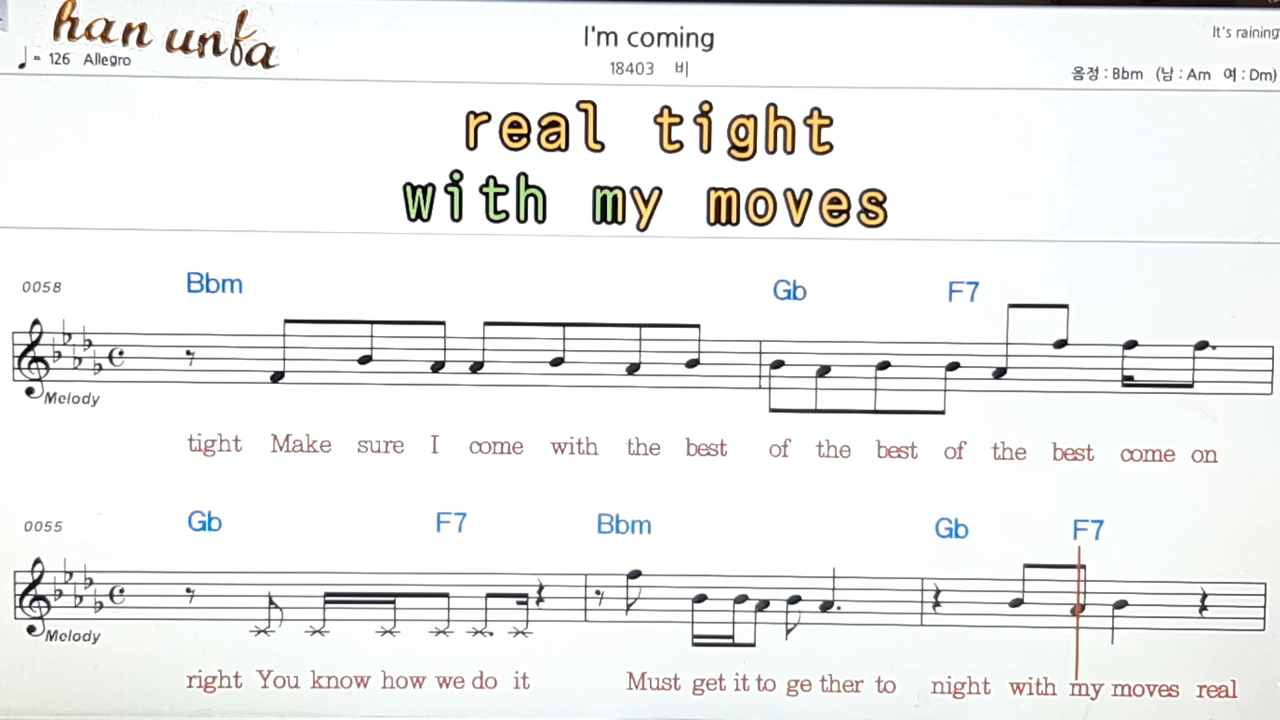 han unfa
♩ = 126 Allegro
I'm coming
18403 비
It's raining
음정 : Bbm (남 : Am 여 : Dm)
real tight
with my moves
0058
Bbm Gb F7
Melody
tight Make sure I come with the best of the best of the best come on
0055
Gb F7 Bbm Gb F7
Melody
right You know how we do it Must get it to ge ther to night with my moves real